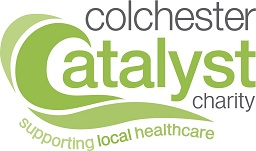 colchester
Catalyst
charity
supporting local healthcare